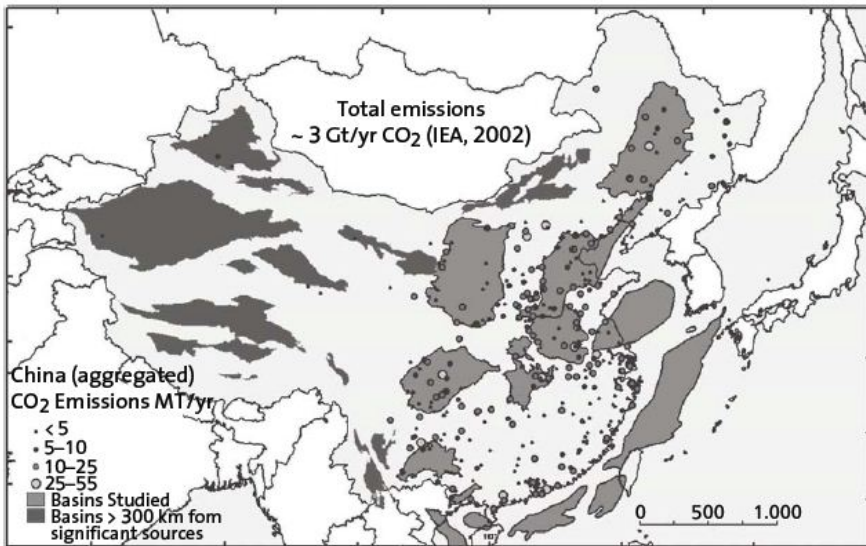 Total emissions
~ 3 Gt/yr CO2 (IEA, 2002)
China (aggregated)
CO2 Emissions MT/yr
< 5
5–10
10–25
25–55
Basins Studied
Basins > 300 km fom
significant sources
0 500 1.000